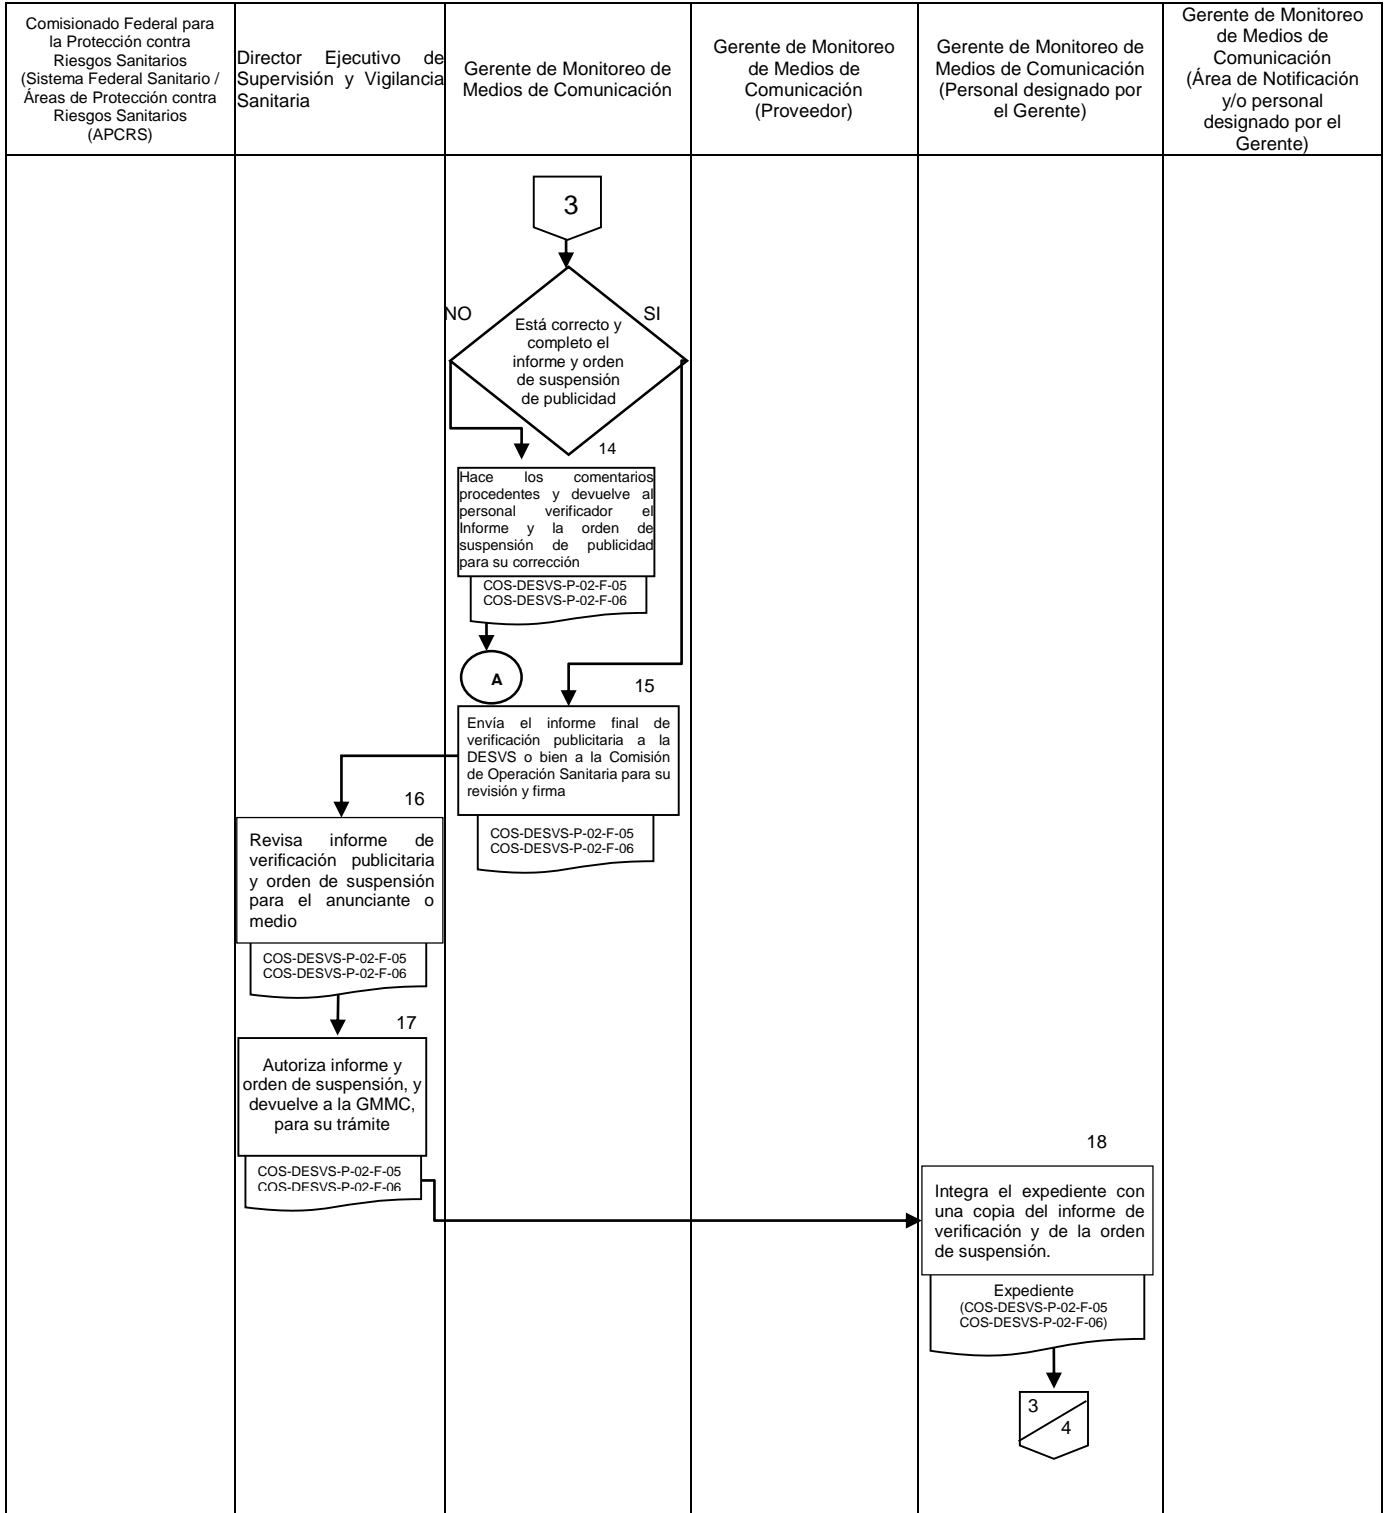 Comisionado Federal para
la Protección contra
Riesgos Sanitarios
(Sistema Federal Sanitario /
Áreas de Protección contra
Riesgos Sanitarios
(APCRS)
Director Ejecutivo de
Supervisión y Vigilancia
Sanitaria
Gerente de Monitoreo de
Medios de Comunicación
Gerente de Monitoreo
de Medios de
Comunicación
(Proveedor)
Gerente de Monitoreo de
Medios de Comunicación
(Personal designado por
el Gerente)
Gerente de Monitoreo
de Medios de
Comunicación
(Área de Notificación
y/o personal
designado por el
Gerente)
3
NO
SI
Está correcto y
completo el
informe y orden
de suspensión
de publicidad
14
Hace los comentarios
procedentes y devuelve al
personal verificador el
Informe y la orden de
suspensión de publicidad
para su corrección
COS-DESVS-P-02-F-05
COS-DESVS-P-02-F-06
A
15
Envía el informe final de
verificación publicitaria a la
DESVS o bien a la Comisión
de Operación Sanitaria para su
revisión y firma
COS-DESVS-P-02-F-05
COS-DESVS-P-02-F-06
16
Revisa informe de
verificación publicitaria
y orden de suspensión
para el anunciante o
medio
COS-DESVS-P-02-F-05
COS-DESVS-P-02-F-06
17
Autoriza informe y
orden de suspensión, y
devuelve a la GMMC,
para su trámite
COS-DESVS-P-02-F-05
COS-DESVS-P-02-F-06
18
Integra el expediente con
una copia del informe de
verificación y de la orden
de suspensión.
Expediente
(COS-DESVS-P-02-F-05
COS-DESVS-P-02-F-06)
3
4